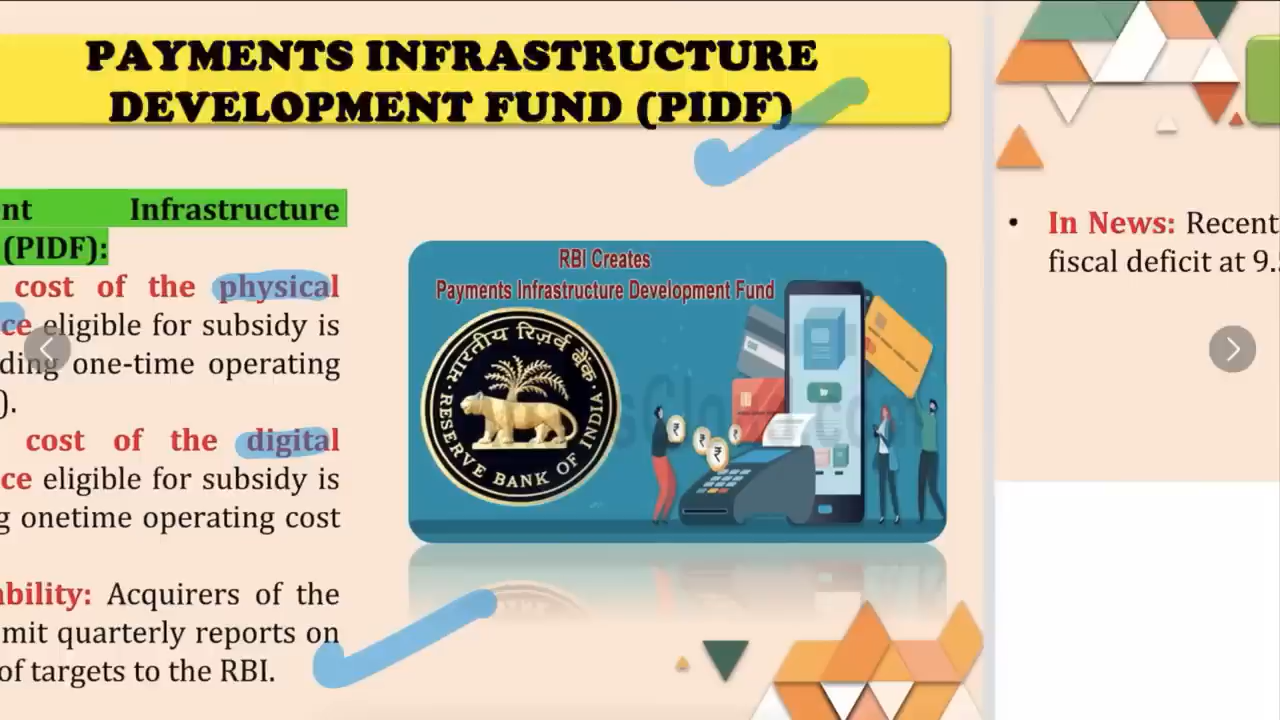 PAYMENTS INFRASTRUCTURE
DEVELOPMENT FUND (PIDF)
nt Infrastructure
(PIDF):
cost of the physical
ce eligible for subsidy is
ding one-time operating
).
cost of the digital
ce eligible for subsidy is
g onetime operating cost
ability: Acquirers of the
mit quarterly reports on
of targets to the RBI.
RBI Creates
Payments Infrastructure Development Fund
भारतीय रिज़र्व बैंक
RESERVE BANK OF INDIA
• In News: Recent
fiscal deficit at 9.